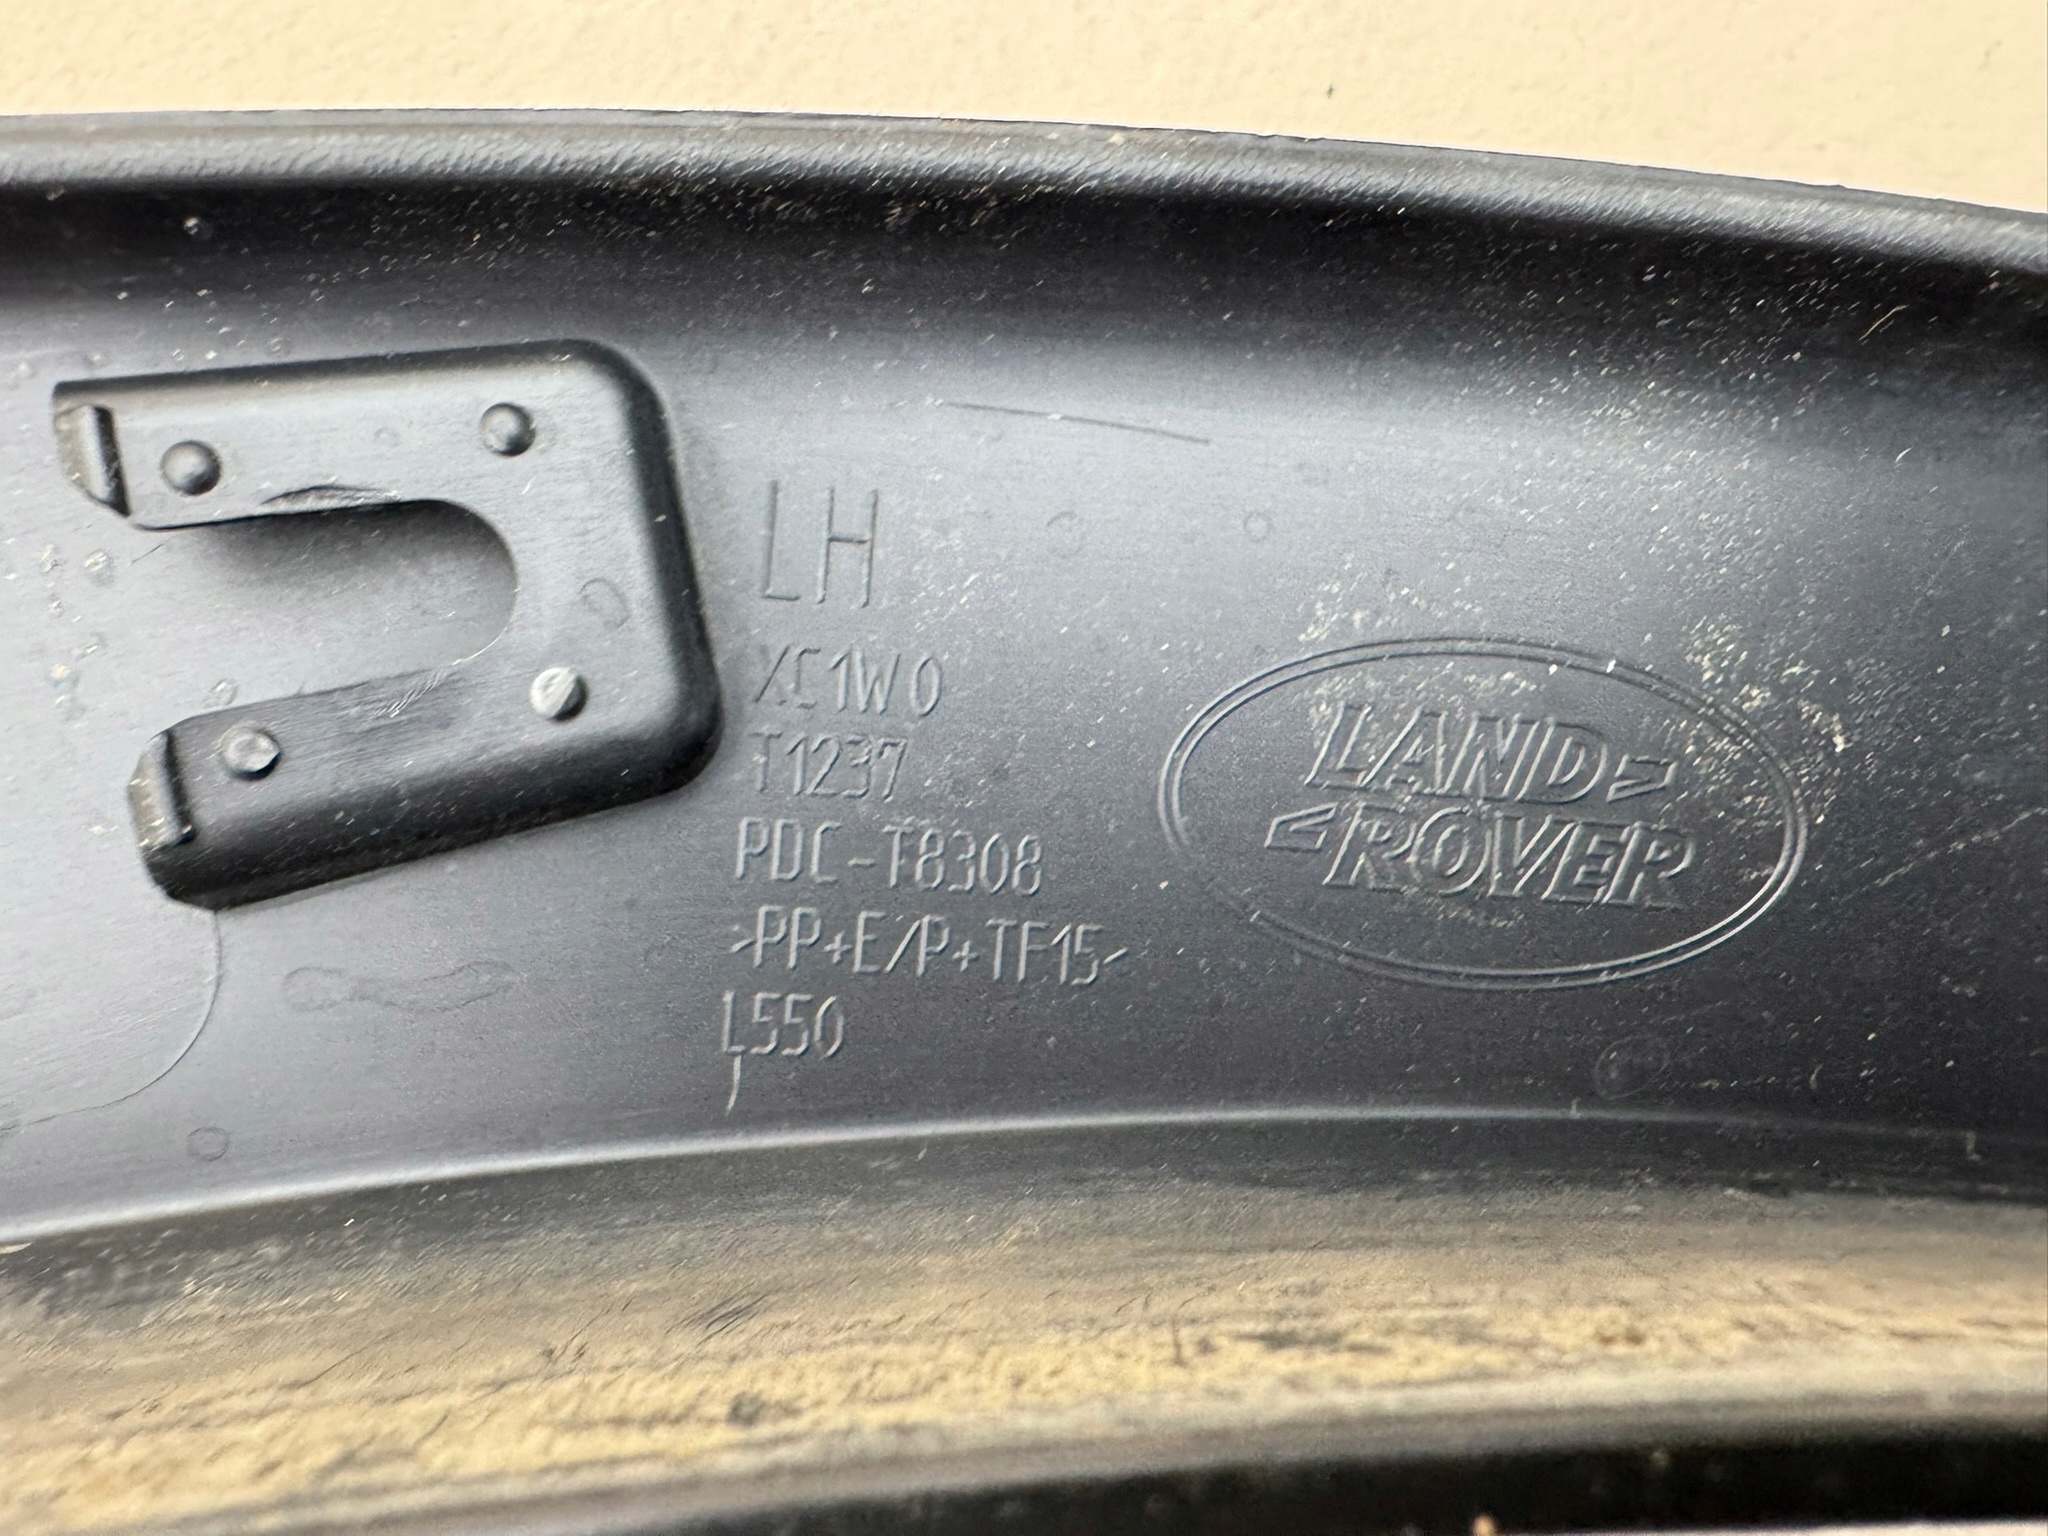 LH
XC1W0
T1237
PDC-T8308
>PP+E/P+TF15<
L550
LAND>
<ROVER